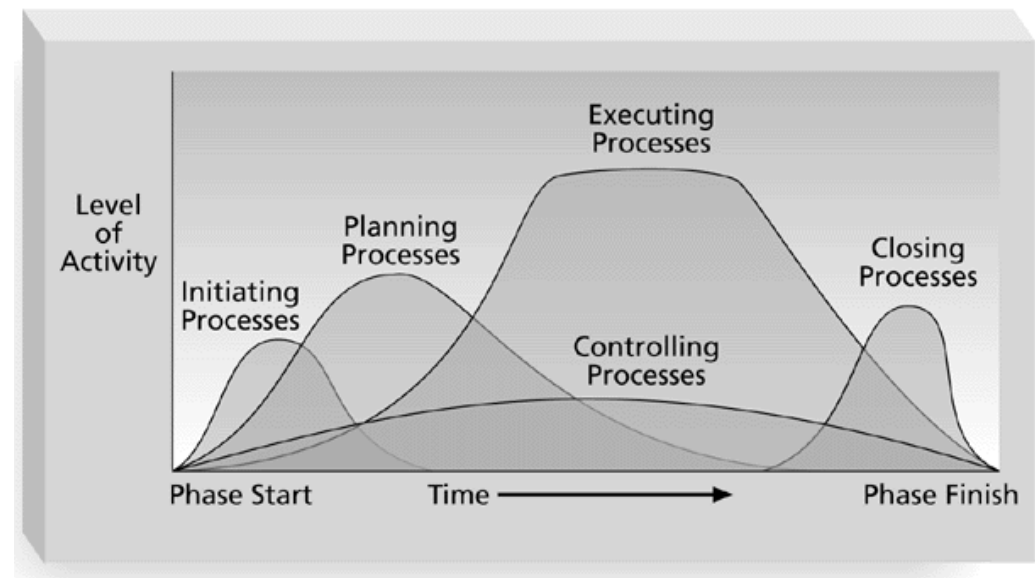 Executing
Processes
Level
of
Activity
Planning
Processes
Closing
Processes
Initiating
Processes
Controlling
Processes
Phase Start
Time
Phase Finish